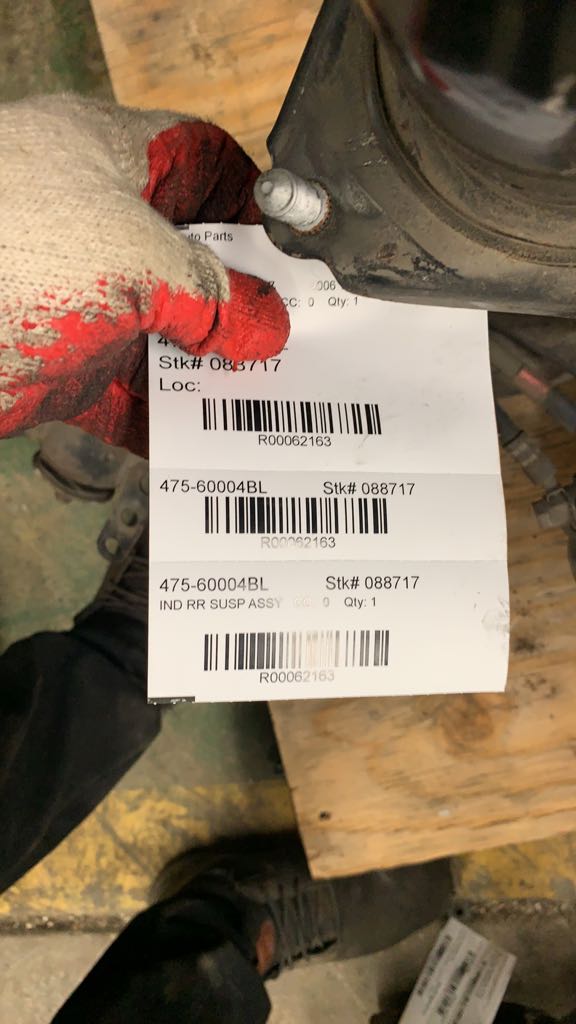 Parts
006
CC: 0 Qty: 1
Stk# 088717
Loc:
R00062163
475-60004BL Stk# 088717
R00062163
475-60004BL Stk# 088717
IND RR SUSP ASSY 0 Qty: 1
R00062163